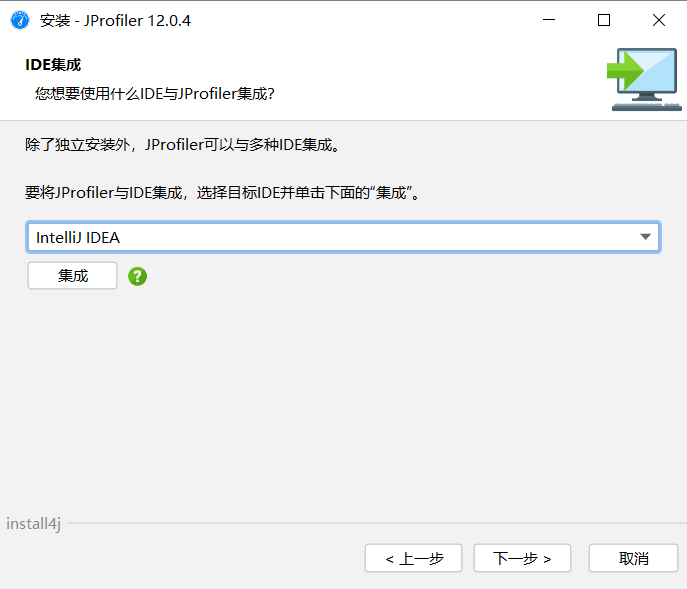 安装 - JProfiler 12.0.4
IDE集成
您想要使用什么IDE与JProfiler集成?
除了独立安装外，JProfiler可以与多种IDE集成。
要将JProfiler与IDE集成，选择目标IDE并单击下面的“集成”。
IntelliJ IDEA
集成
?
install4j
< 上一步
下一步 >
取消